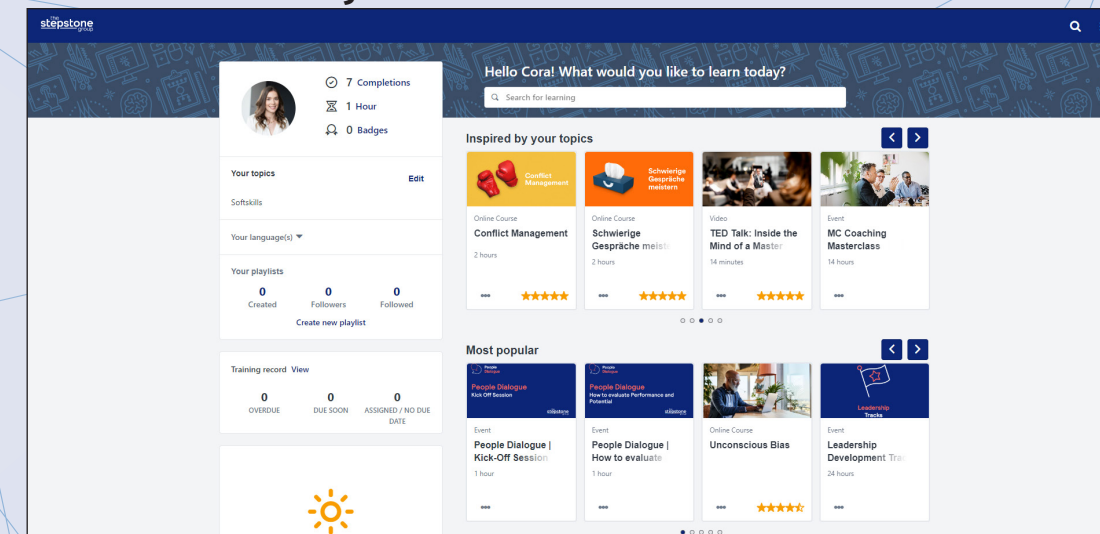 the
stepstone
group
7 Completions
1 Hour
0 Badges
Your topics
Edit
Softskills
Your language(s)
Your playlists
0 0 0
Created Followers Followed
Create new playlist
Training record View
0 0 0
OVERDUE DUE SOON ASSIGNED / NO DUE
DATE
Hello Cora! What would you like to learn today?
Search for learning
Inspired by your topics
Conflict
Management
Online Course
Conflict Management
2 hours
Schwierige
Gespräche
meistern
Online Course
Schwierige
Gespräche meist
2 hours
Video
TED Talk: Inside the
Mind of a Master
14 minutes
Event
MC Coaching
Masterclass
14 hours
Most popular
People
Dialogue
People Dialogue
Kick Off Session
stepstone
Event
People Dialogue |
Kick-Off Session
1 hour
People
Dialogue
People Dialogue
How to evaluate Performance and
Potential
stepstone
Event
People Dialogue |
How to evaluate
1 hour
Online Course
Unconscious Bias
Leadership
Tracks
Event
Leadership
Development Tra
24 hours